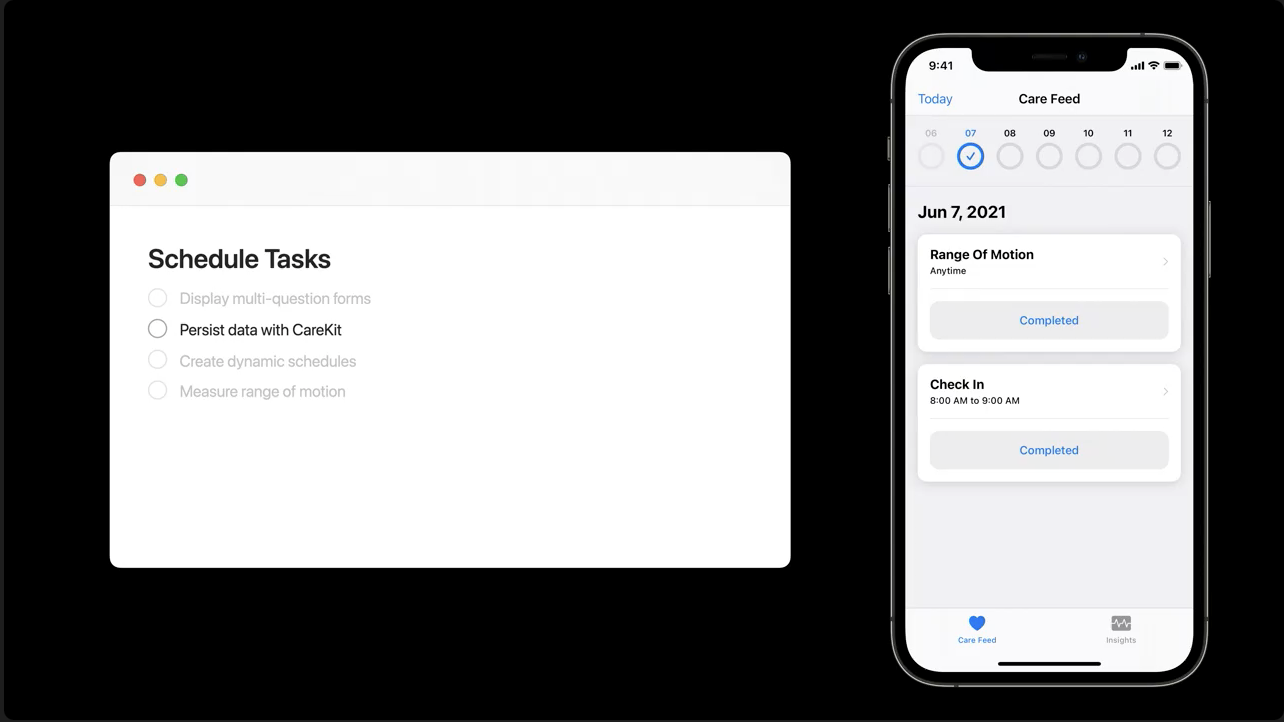 Schedule Tasks
Display multi-question forms
Persist data with CareKit
Create dynamic schedules
Measure range of motion
9:41
Today Care Feed
06 07 08 09 10 11 12
Jun 7, 2021
Range Of Motion
Anytime
Completed
Check In
8:00 AM to 9:00 AM
Completed
Care Feed Insights